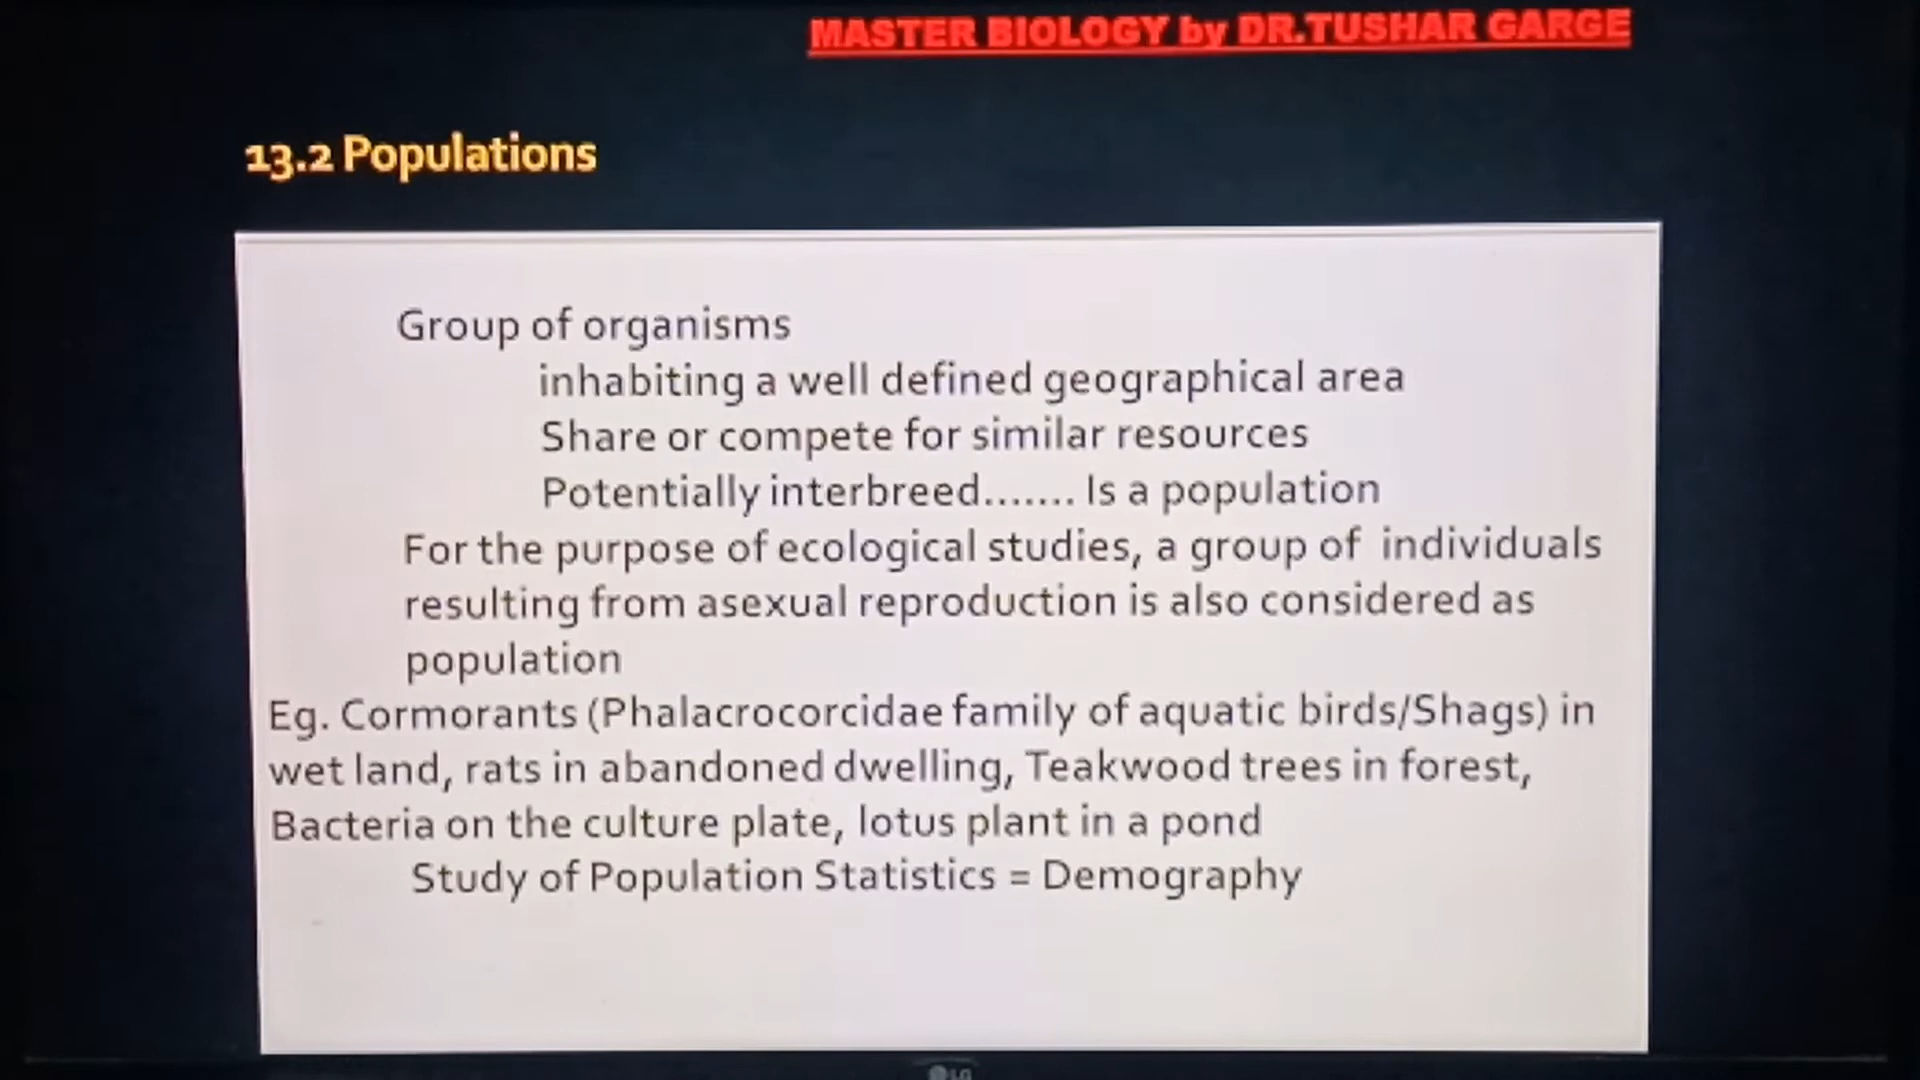 MASTER BIOLOGY by DR.TUSHAR GARGE
13.2 Populations
Group of organisms
inhabiting a well defined geographical area
Share or compete for similar resources
Potentially interbreed....... Is a population
For the purpose of ecological studies, a group of individuals
resulting from asexual reproduction is also considered as
population
Eg. Cormorants (Phalacrocorcidae family of aquatic birds/Shags) in
wet land, rats in abandoned dwelling, Teakwood trees in forest,
Bacteria on the culture plate, lotus plant in a pond
Study of Population Statistics = Demography
LG